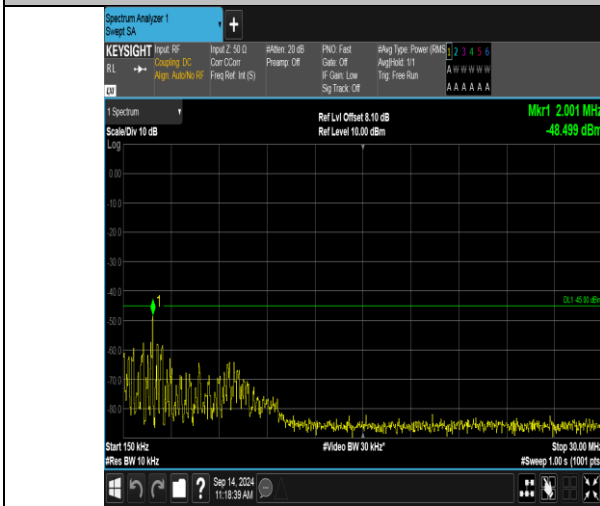 Spectrum Analyzer 1
Swept SA
+
KEYSIGHT Input: RF Input Z: 50 Ω #Atten: 20 dB PNO: Fast #Avg Type: Power (RMS 1 2 3 4 5 6
RL Coupling: DC Corr CCorr Preamp: Off Gate: Off Avg|Hold: 1/1 A W W W W W
Align: Auto/No RF Freq Ref: Int (S) IF Gain: Low Trig: Free Run
Sig Track: Off A A A A A A
1 Spectrum Ref Lvl Offset 8.10 dB Mkr1 2.001 MHz
Scale/Div 10 dB Ref Level 10.00 dBm -48.499 dBm
Log
0.00
-10.0
-20.0
-30.0
-40.0
1
DL1 -45.00 dBm
-50.0
-60.0
-70.0
-80.0
Start 150 kHz #Video BW 30 kHz* Stop 30.00 MHz
#Res BW 10 kHz #Sweep 1.00 s (1001 pts
? Sep 14, 2024
11:18:39 AM